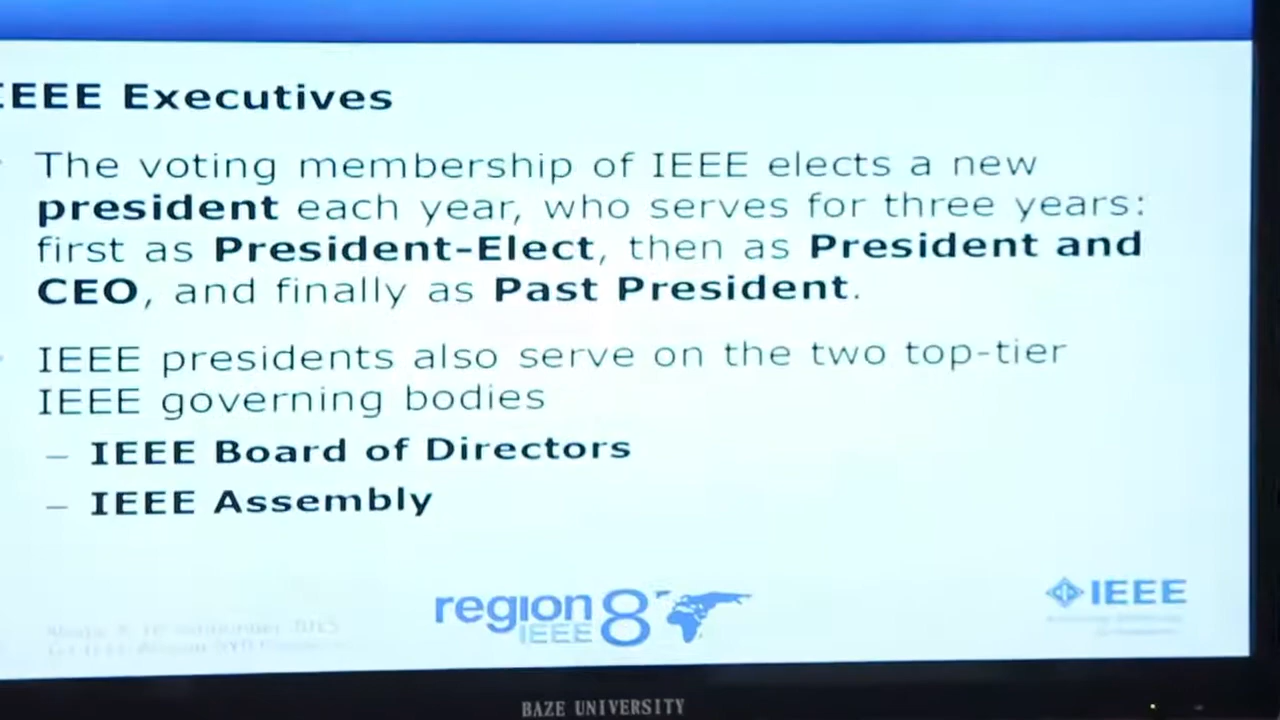 IEEE Executives
The voting membership of IEEE elects a new
president each year, who serves for three years:
first as President-Elect, then as President and
CEO, and finally as Past President.
IEEE presidents also serve on the two top-tier
IEEE governing bodies
– IEEE Board of Directors
– IEEE Assembly
region 8
IEEE
IEEE
BAZE UNIVERSITY